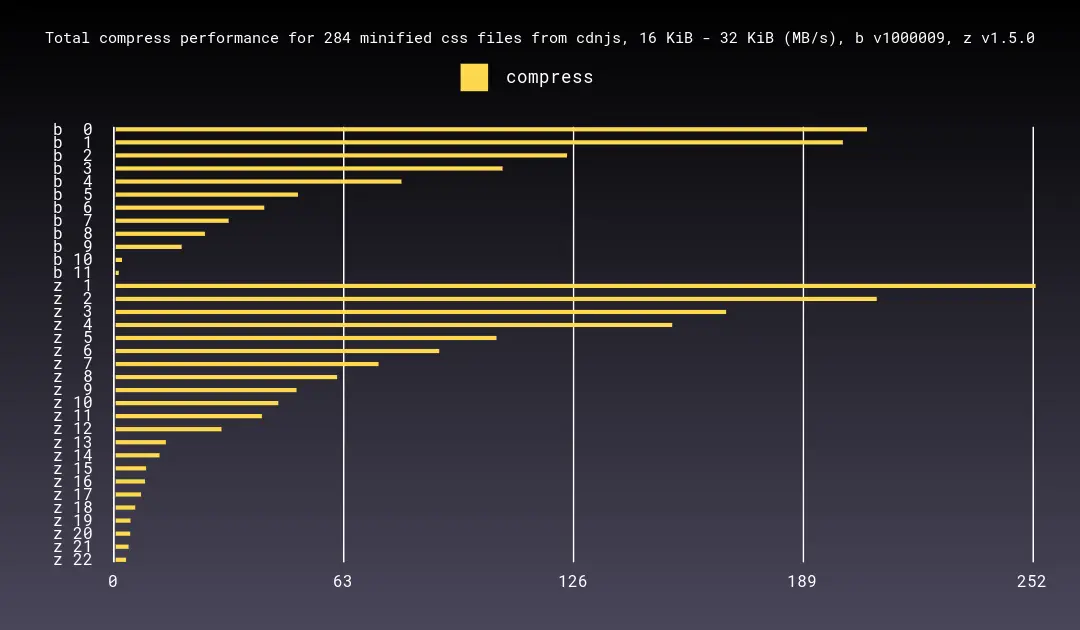 Total compress performance for 284 minified css files from cdnjs, 16 KiB - 32 KiB (MB/s), b v1000009, z v1.5.0
compress
b 0
b 1
b 2
b 3
b 4
b 5
b 6
b 7
b 8
b 9
b 10
b 11
z 1
z 2
z 3
z 4
z 5
z 6
z 7
z 8
z 9
z 10
z 11
z 12
z 13
z 14
z 15
z 16
z 17
z 18
z 19
z 20
z 21
z 22
0 63 126 189 252